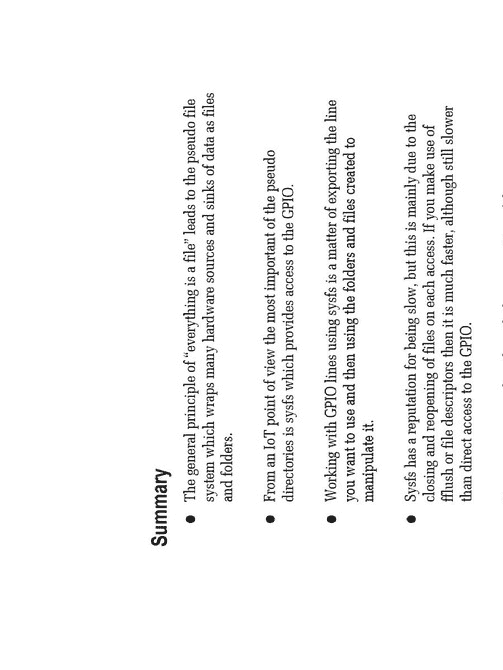 Summary
● The general principle of “everything is a file” leads to the pseudo file
system which wraps many hardware sources and sinks of data as files
and folders.
● From an IoT point of view the most important of the pseudo
directories is sysfs which provides access to the GPIO.
● Working with GPIO lines using sysfs is a matter of exporting the line
you want to use and then using the folders and files created to
manipulate it.
● Sysfs has a reputation for being slow, but this is mainly due to the
closing and reopening of files on each access. If you make use of
fflush or file descriptors then it is much faster, although still slower
than direct access to the GPIO.